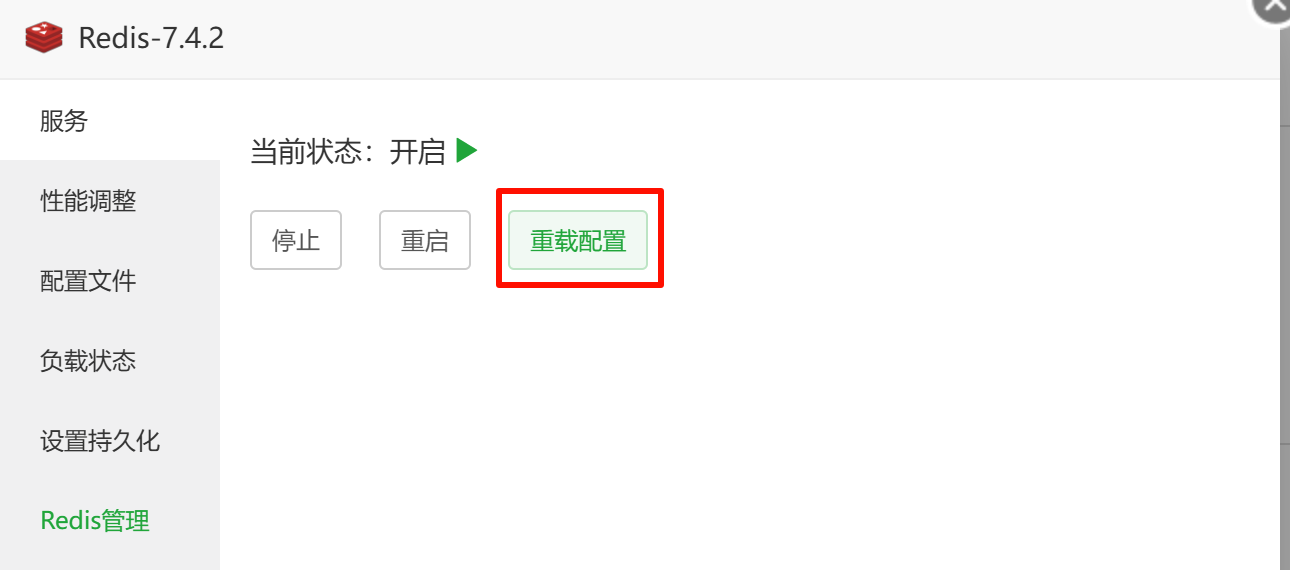 Redis-7.4.2
服务
性能调整
配置文件
负载状态
设置持久化
Redis管理
当前状态：开启
停止 重启 重载配置